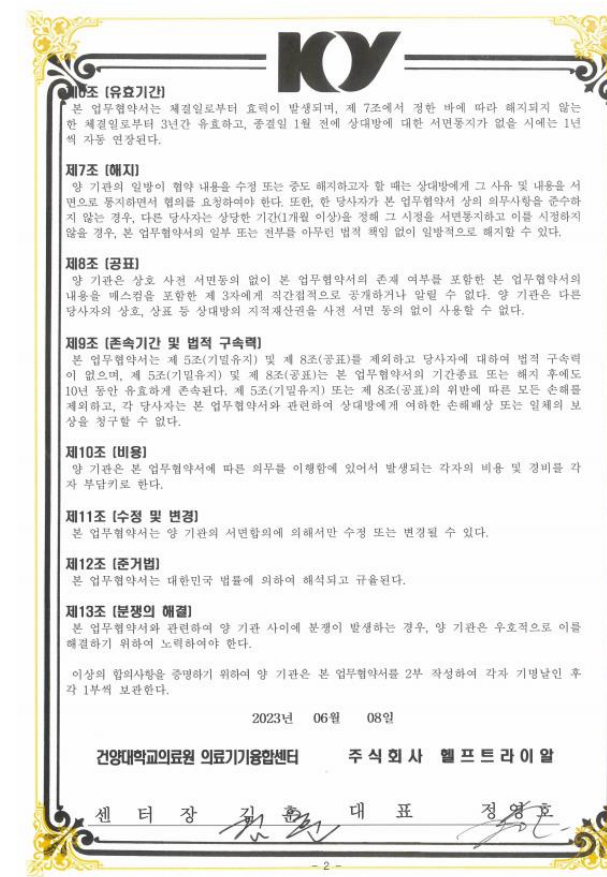 KY
제6조 [유효기간]
본 업무협약서는 체결일로부터 효력이 발생되며, 제 7조에서 정한 바에 따라 해지되지 않는
한 체결일로부터 3년간 유효하고, 종결일 1월 전에 상대방에 대한 서면통지가 없을 시에는 1년
씩 자동 연장된다.
제7조 [해지]
양 기관의 일방이 협약 내용을 수정 또는 중도 해지하고자 할 때는 상대방에게 그 사유 및 내용을 서
면으로 통지하면서 협의를 요청하여야 한다. 또한, 한 당사자가 본 업무협약서 상의 의무사항을 준수하
지 않는 경우, 다른 당사자는 상당한 기간(1개월 이상)을 정해 그 시정을 서면통지하고 이를 시정하지
않을 경우, 본 업무협약서의 일부 또는 전부를 아무런 법적 책임 없이 일방적으로 해지할 수 있다.
제8조 [공표]
양 기관은 상호 사전 서면동의 없이 본 업무협약서의 존재 여부를 포함한 본 업무협약서의
내용을 매스컴을 포함한 제 3자에게 직간접적으로 공개하거나 알릴 수 없다. 양 기관은 다른
당사자의 상호, 상표 등 상대방의 지적재산권을 사전 서면 동의 없이 사용할 수 없다.
제9조 [존속기간 및 법적 구속력]
본 업무협약서는 제 5조(기밀유지) 및 제 8조(공표)를 제외하고 당사자에 대하여 법적 구속력
이 없으며, 제 5조(기밀유지) 및 제 8조(공표)는 본 업무협약서의 기간종료 또는 해지 후에도
10년 동안 유효하게 존속된다. 제 5조(기밀유지) 또는 제 8조(공표)의 위반에 따른 모든 손해를
제외하고, 각 당사자는 본 업무협약서와 관련하여 상대방에게 여하한 손해배상 또는 일체의 보
상을 청구할 수 없다.
제10조 [비용]
양 기관은 본 업무협약서에 따른 의무를 이행함에 있어서 발생되는 각자의 비용 및 경비를 각
자 부담키로 한다.
제11조 [수정 및 변경]
본 업무협약서는 양 기관의 서면합의에 의해서만 수정 또는 변경될 수 있다.
제12조 [준거법]
본 업무협약서는 대한민국 법률에 의하여 해석되고 규율된다.
제13조 [분쟁의 해결]
본 업무협약서와 관련하여 양 기관 사이에 분쟁이 발생하는 경우, 양 기관은 우호적으로 이를
해결하기 위하여 노력하여야 한다.
이상의 합의사항을 증명하기 위하여 양 기관은 본 업무협약서를 2부 작성하여 각자 기명날인 후
각 1부씩 보관한다.
2023년 06월 08일
건양대학교의료원 의료기기융합센터 주식회사 헬프트라이알
센 터 장 김 훈 대 표 정 영 호
- 2 -